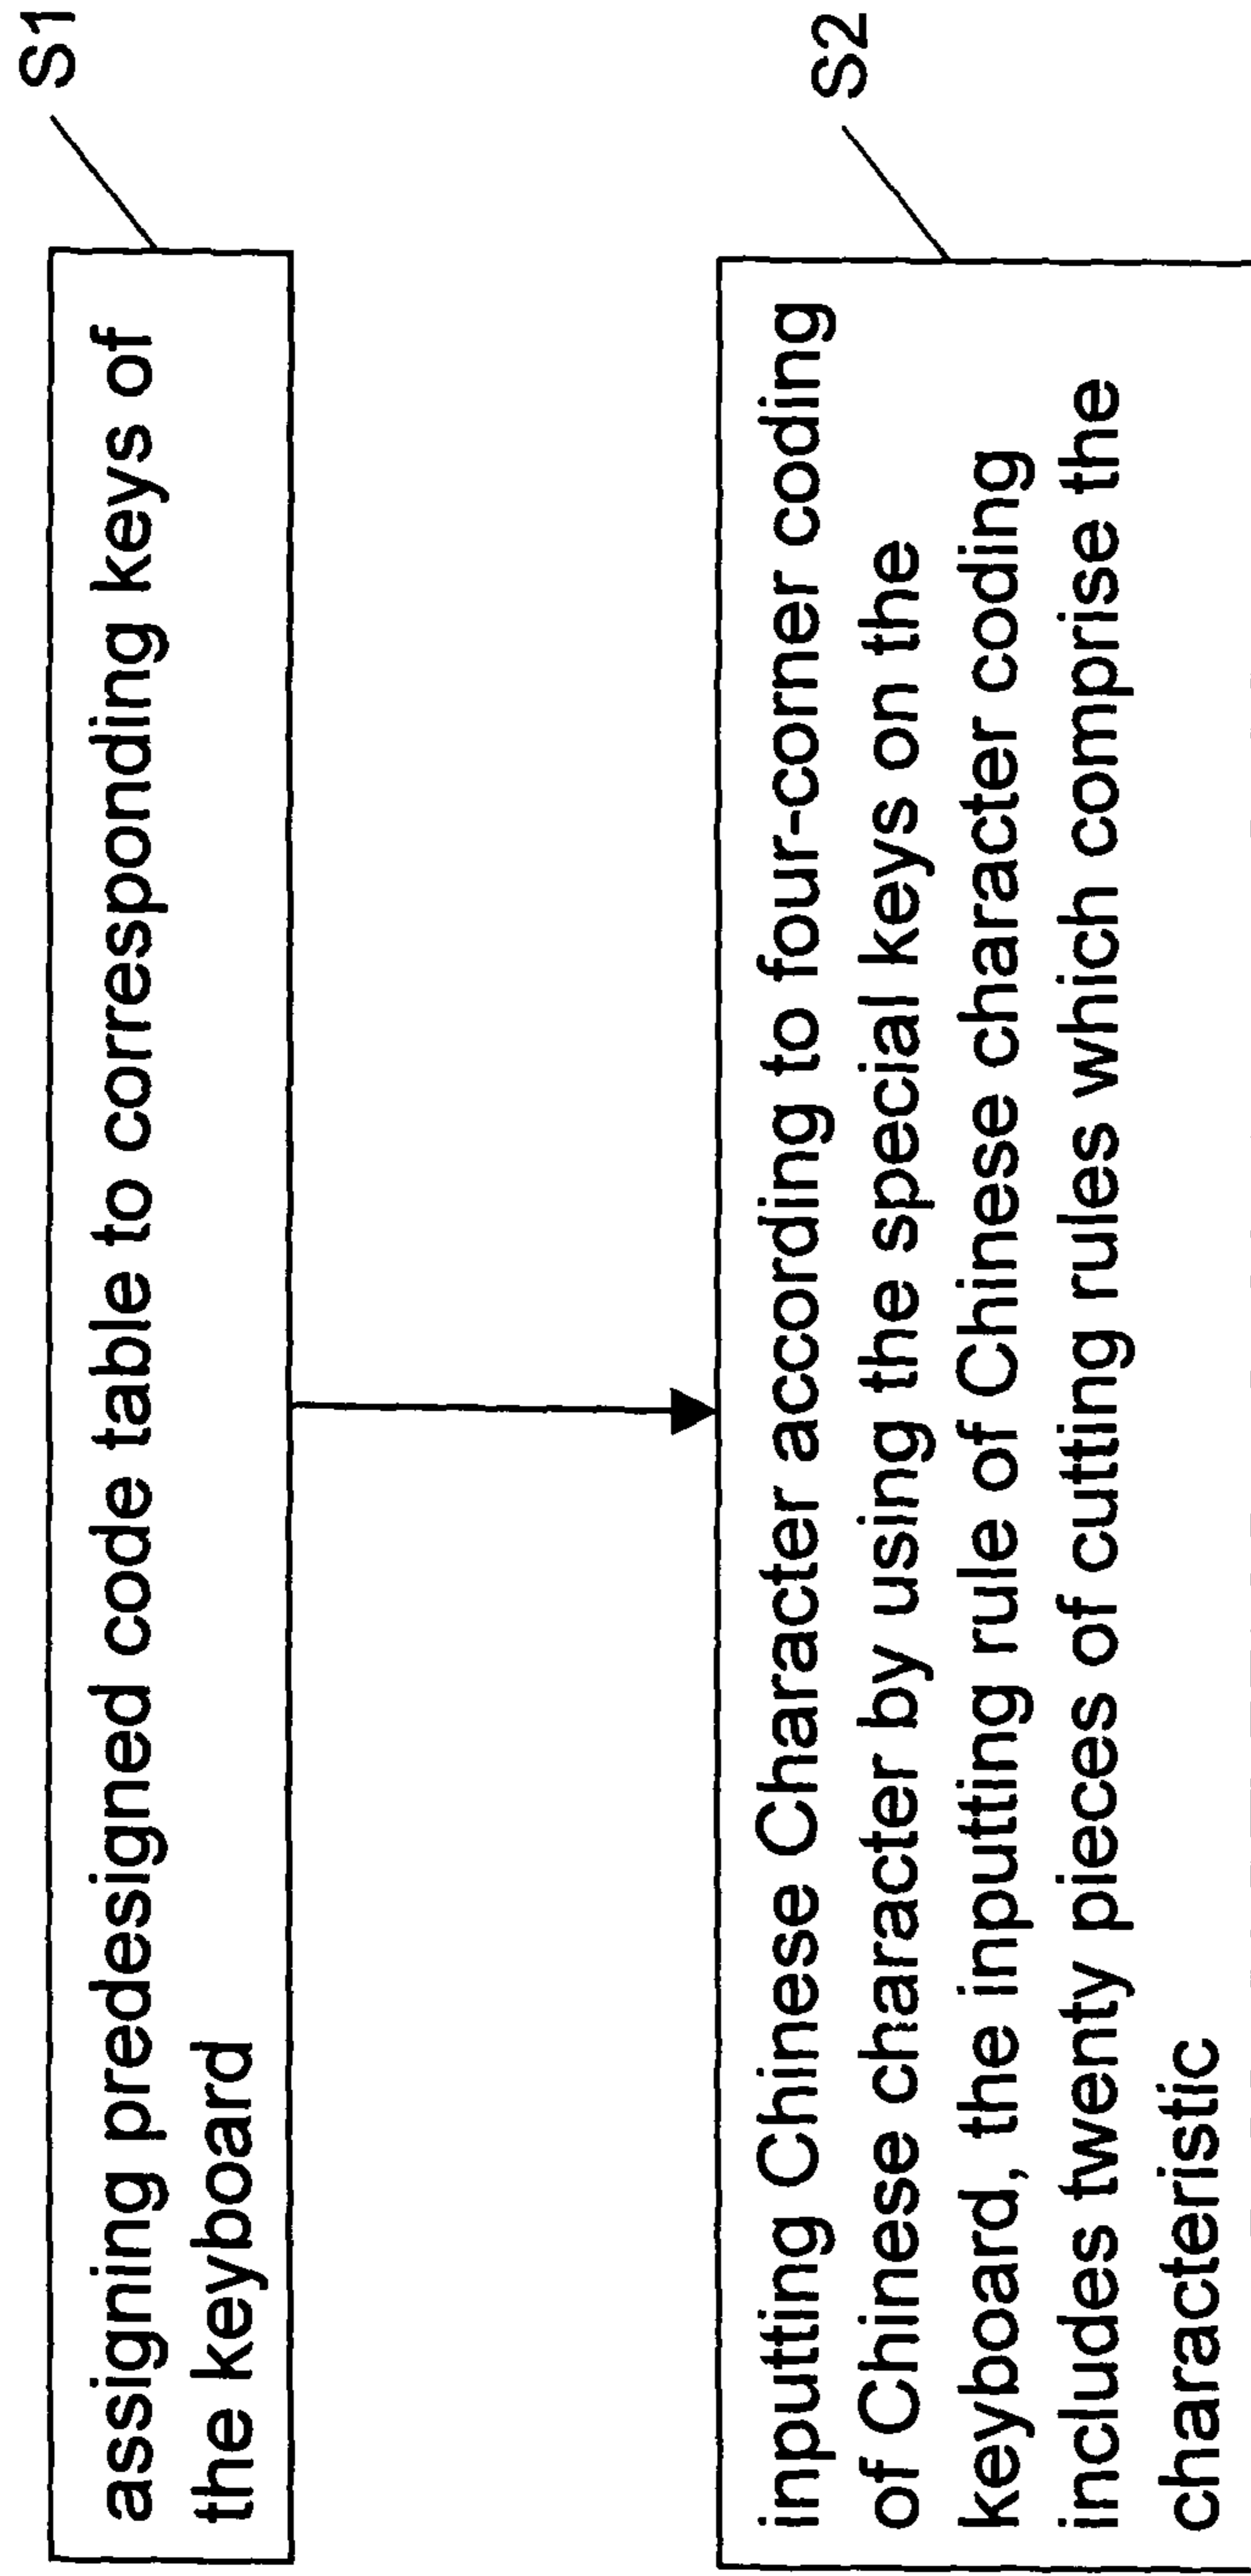 S1
assigning predesigned code table to corresponding keys of
the keyboard
S2
inputting Chinese Character according to four-corner coding
of Chinese character by using the special keys on the
keyboard, the inputting rule of Chinese character coding
includes twenty pieces of cutting rules which comprise the
characteristic